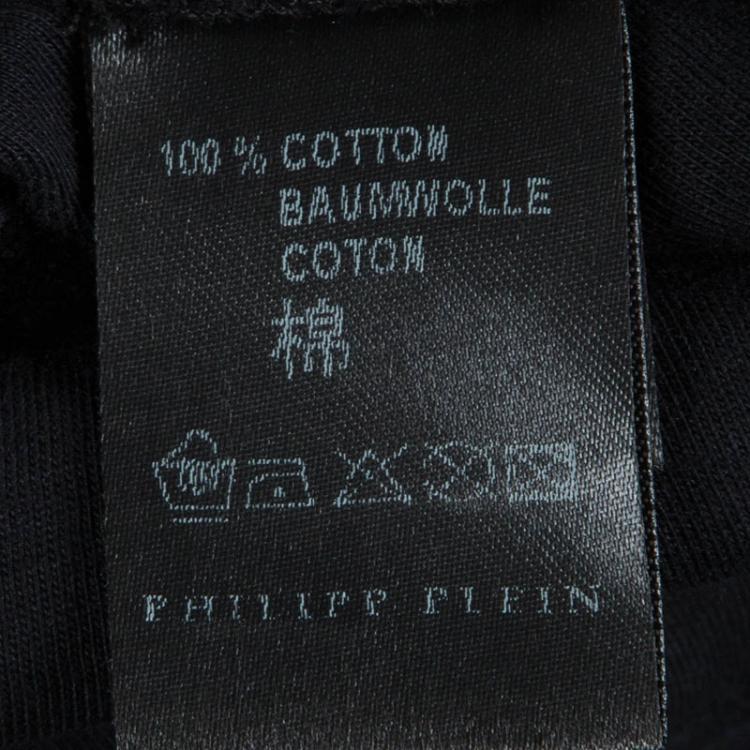 100 % COTTON
BAUMWOLLE
COTON
棉
PHILIPP PLEIN